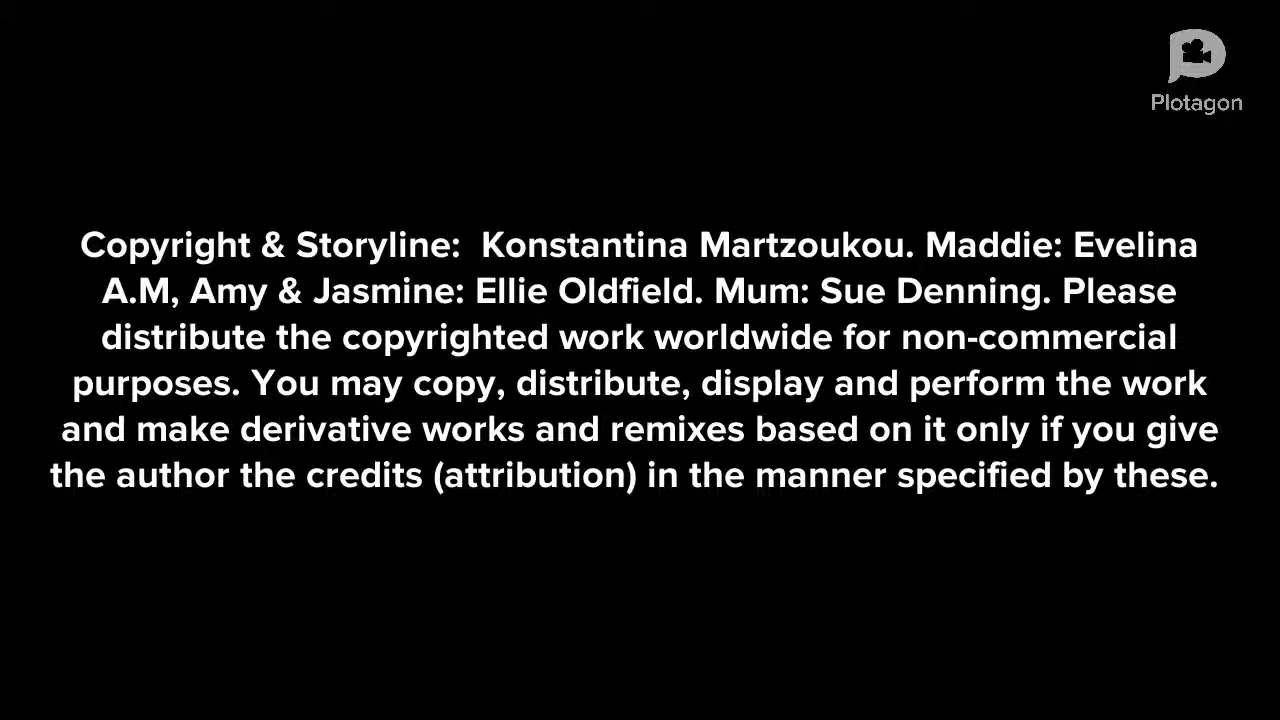 Plotagon
Copyright & Storyline:  Konstantina Martzoukou. Maddie: Evelina
A.M, Amy & Jasmine: Ellie Oldfield. Mum: Sue Denning. Please
distribute the copyrighted work worldwide for non-commercial
purposes. You may copy, distribute, display and perform the work
and make derivative works and remixes based on it only if you give
the author the credits (attribution) in the manner specified by these.